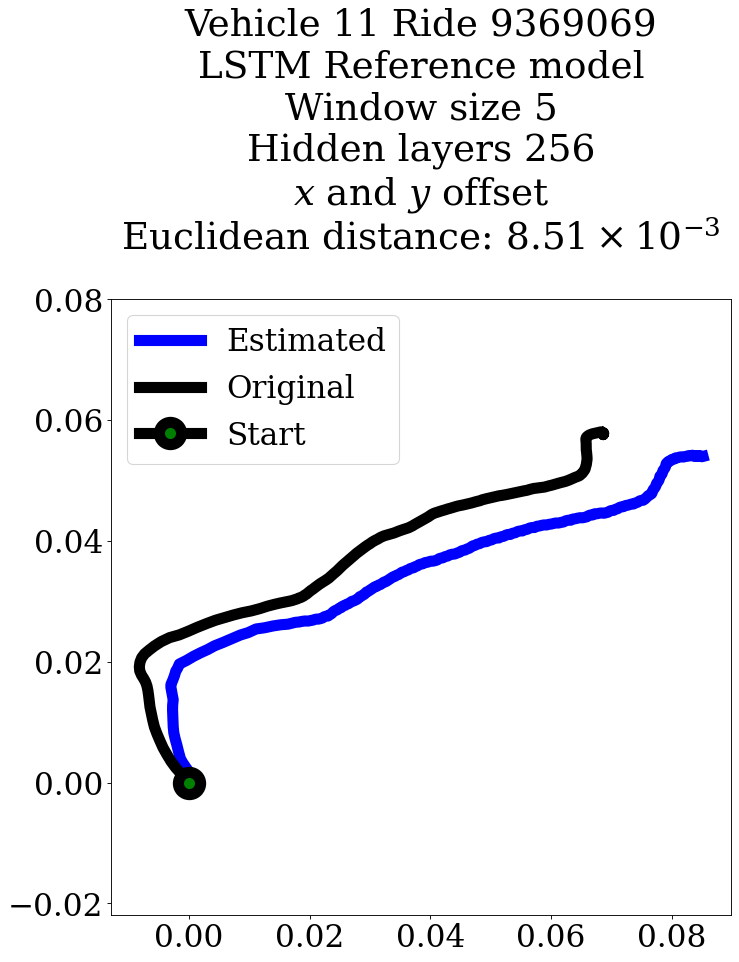 Vehicle 11 Ride 9369069
LSTM Reference model
Window size 5
Hidden layers 256
x and y offset
Euclidean distance: 8.51 × 10⁻³
0.08
0.06
0.04
0.02
0.00
−0.02
Estimated
Original
Start
0.00 0.02 0.04 0.06 0.08